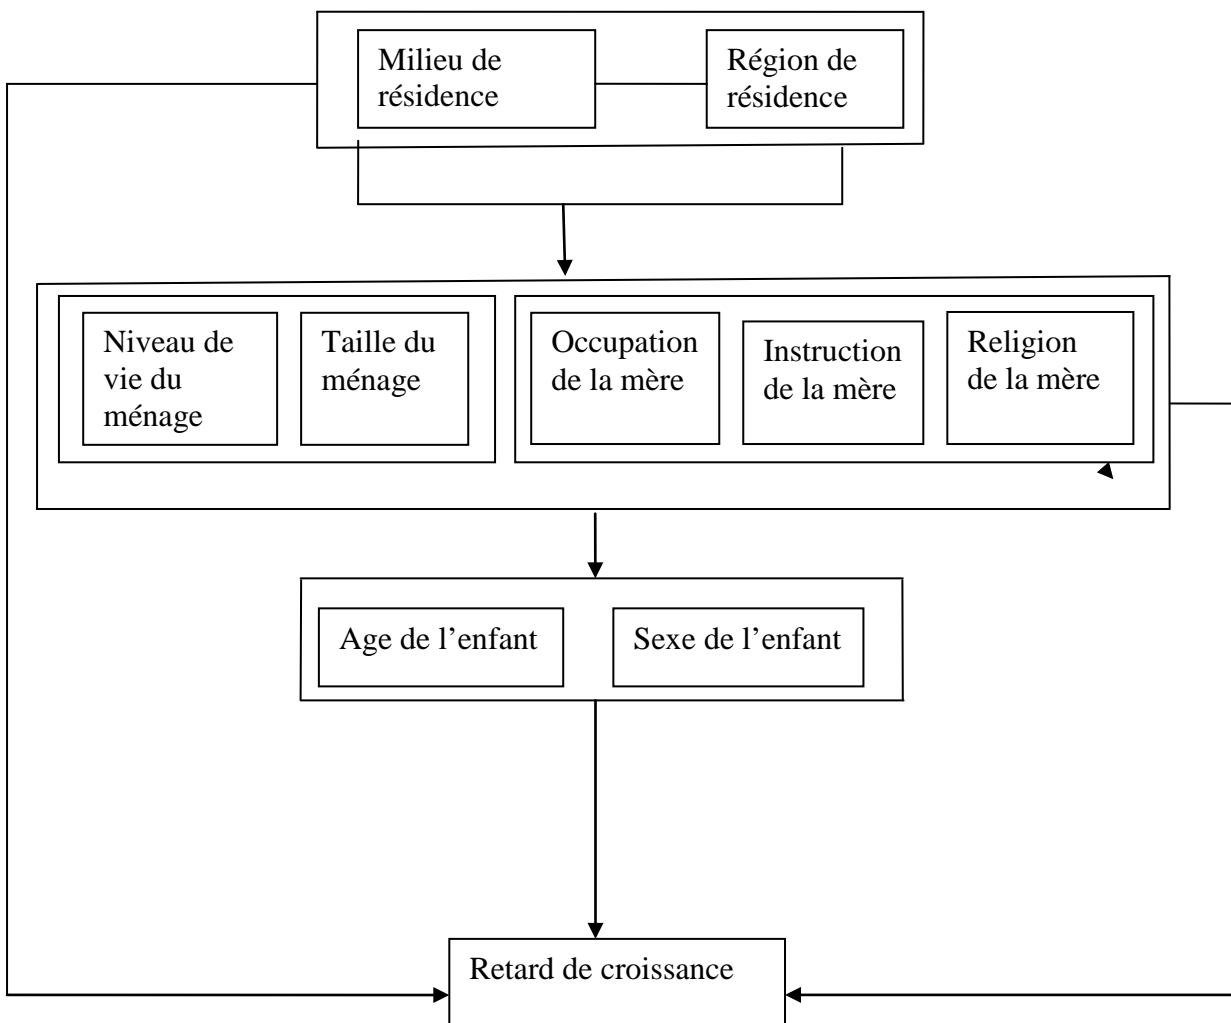 Milieu de
résidence
Région de
résidence
Niveau de
vie du
ménage
Taille du
ménage
Occupation
de la mère
Instruction
de la mère
Religion
de la mère
Age de l’enfant
Sexe de l’enfant
Retard de croissance